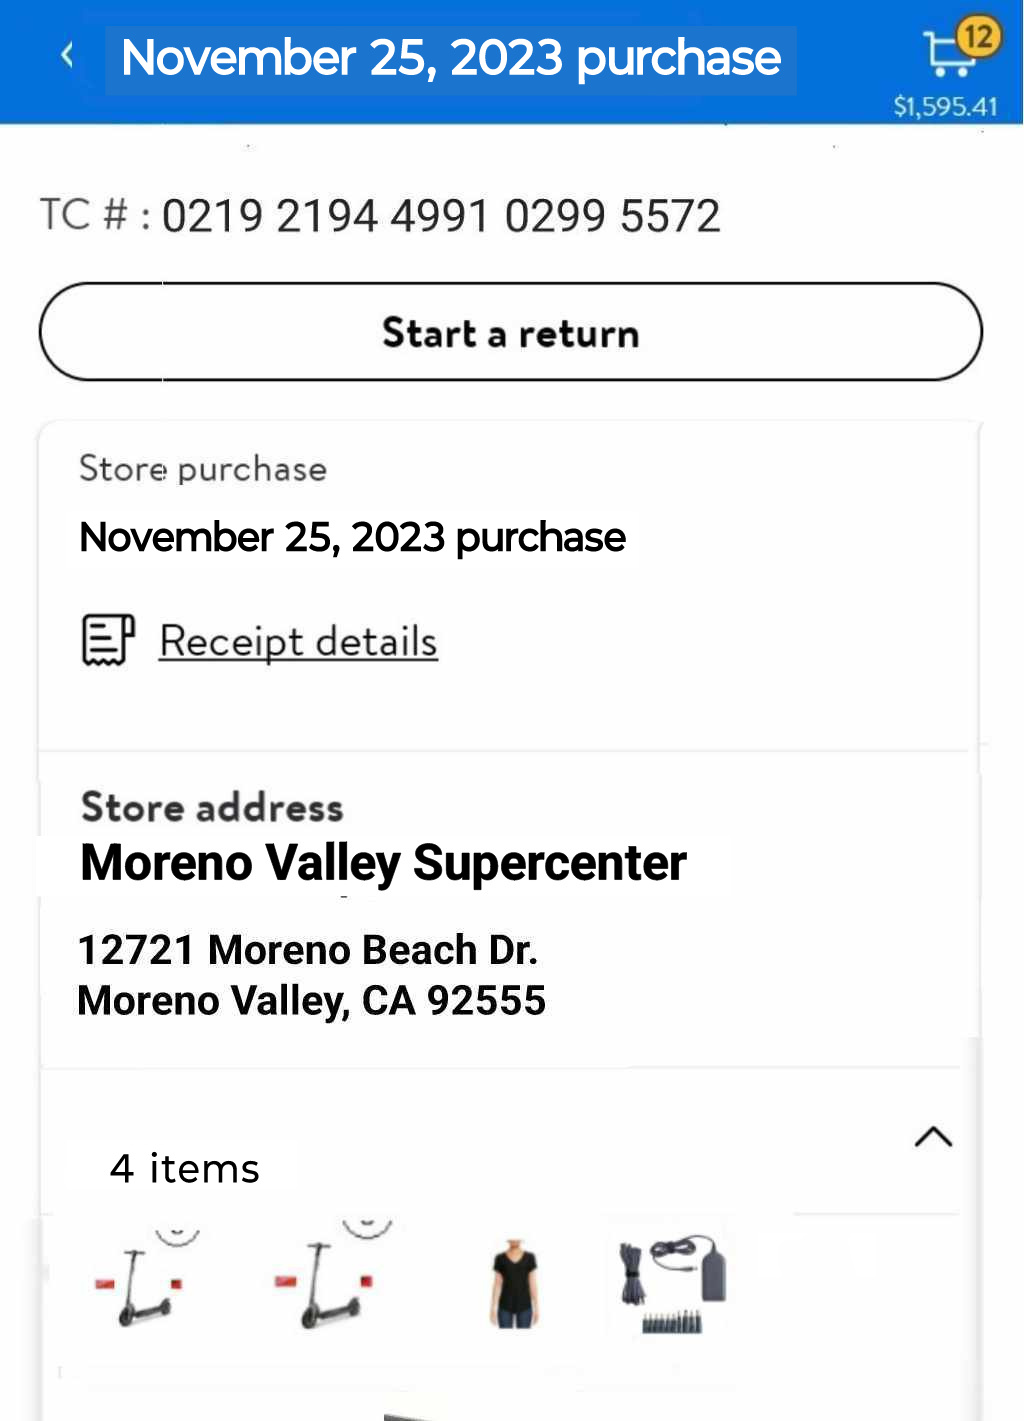 November 25, 2023 purchase
12
$1,595.41
TC # : 0219 2194 4991 0299 5572
Start a return
Store purchase
November 25, 2023 purchase
Receipt details
Store address
Moreno Valley Supercenter
12721 Moreno Beach Dr.
Moreno Valley, CA 92555
4 items